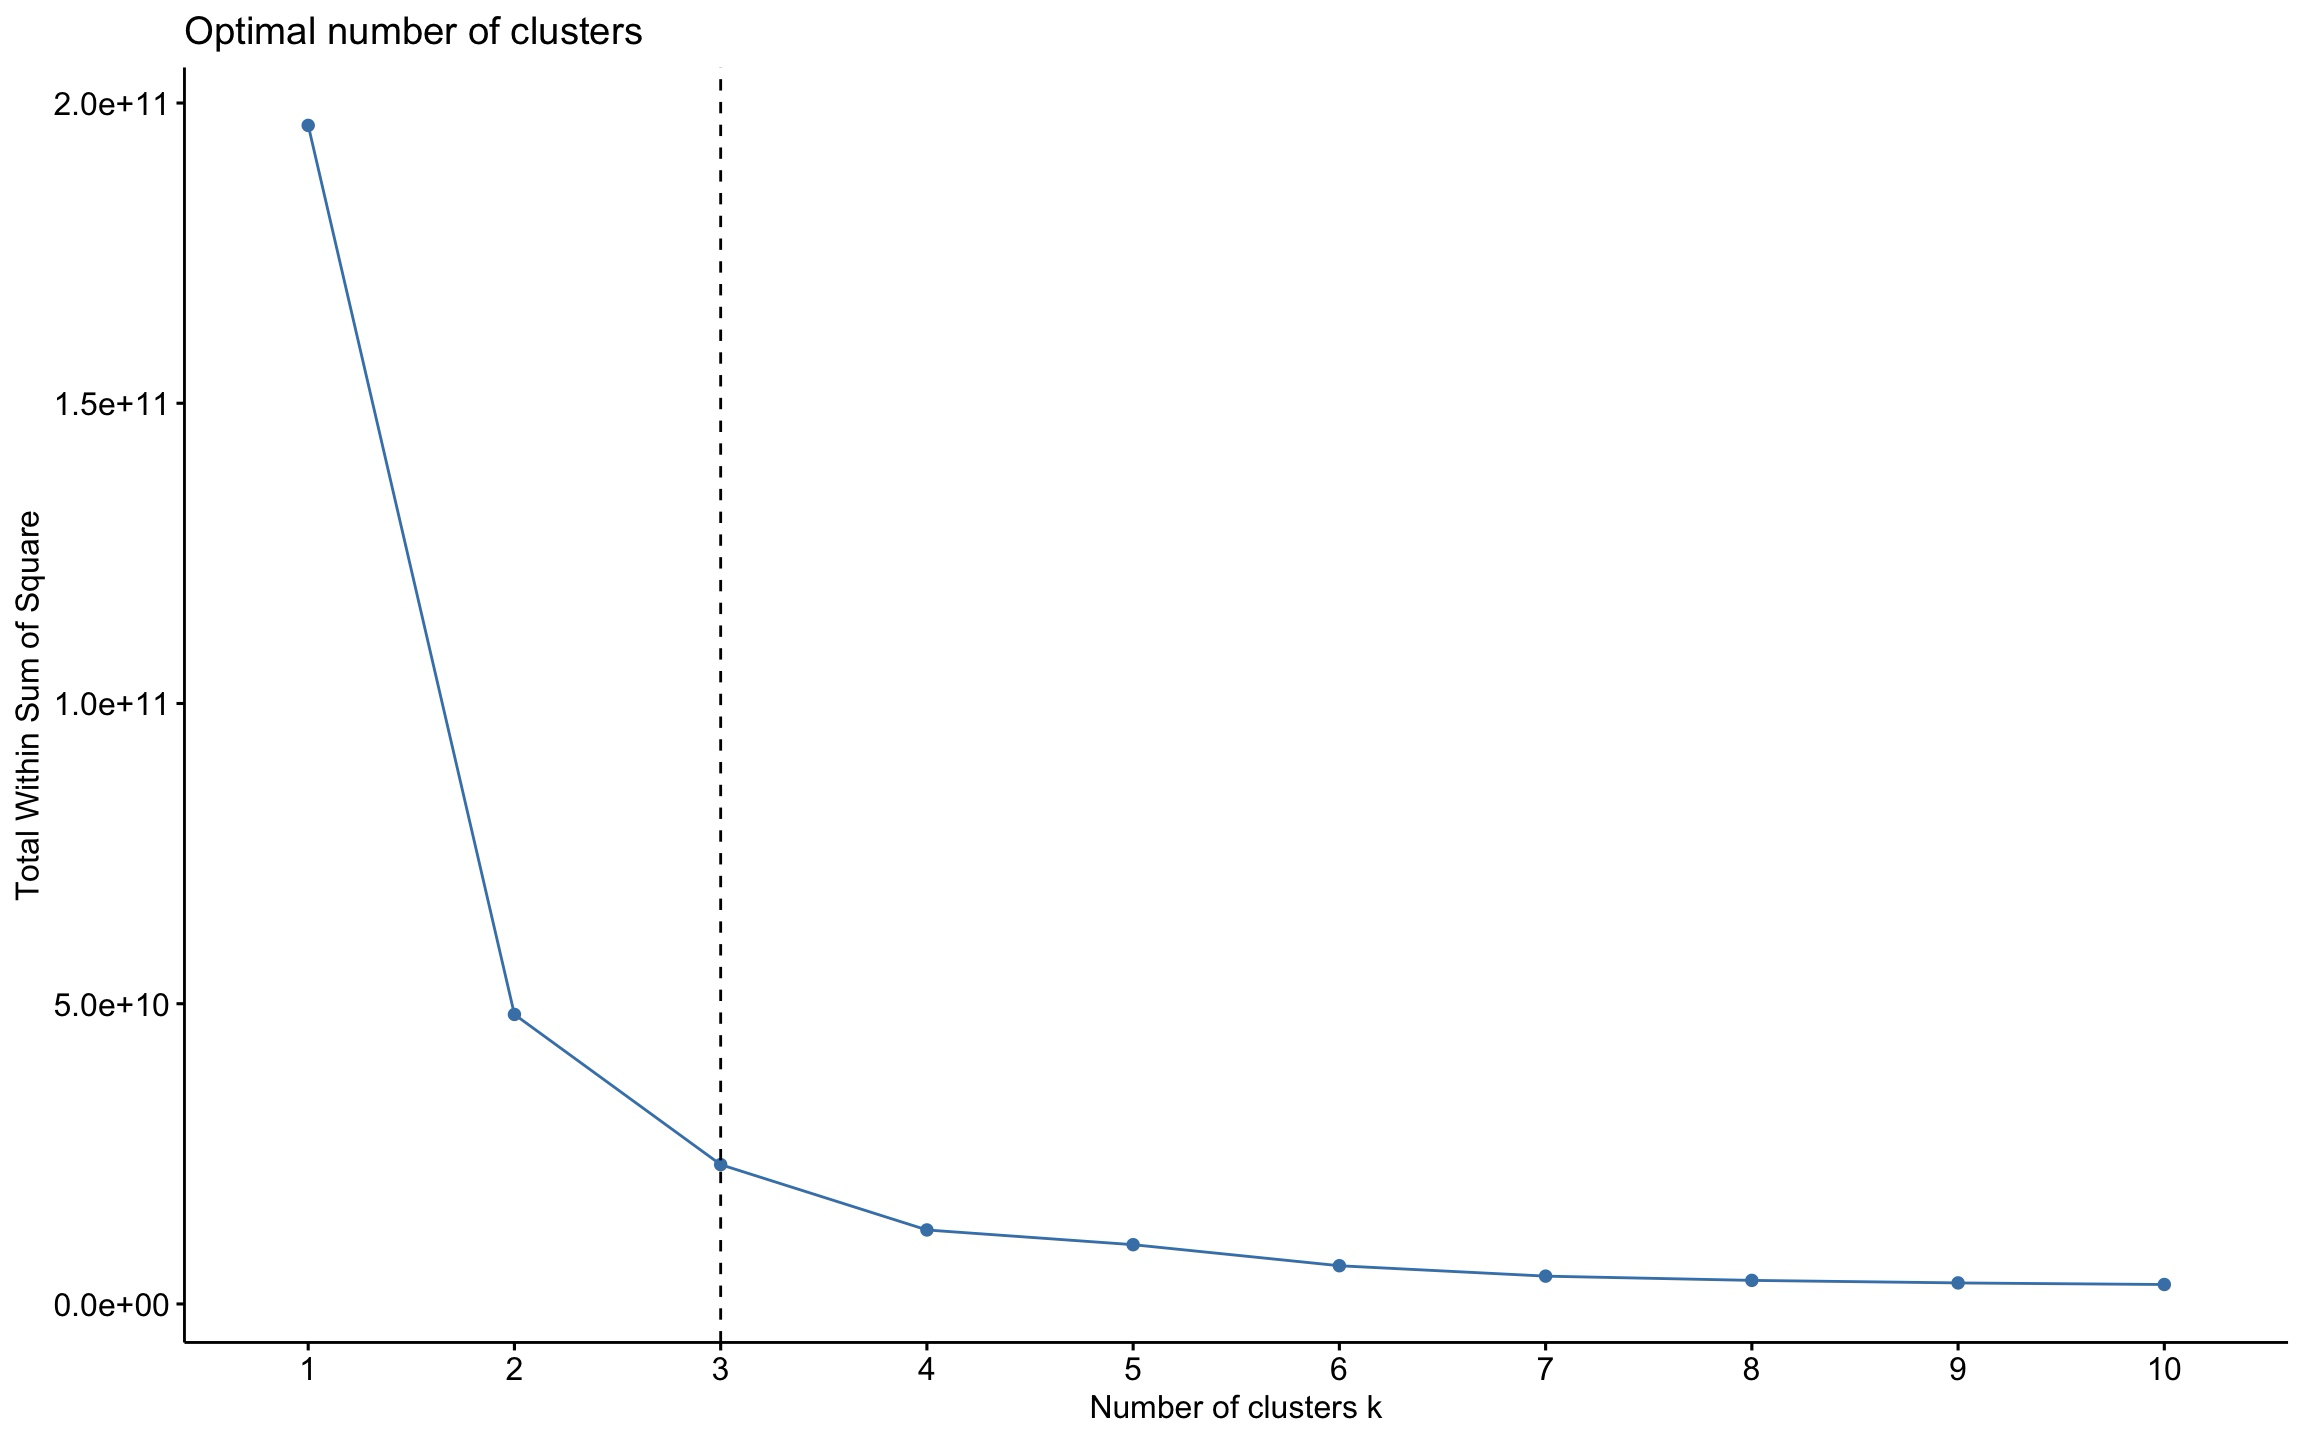 Optimal number of clusters
2.0e+11
1.5e+11
1.0e+11
5.0e+10
0.0e+00
Total Within Sum of Square
1 2 3 4 5 6 7 8 9 10
Number of clusters k